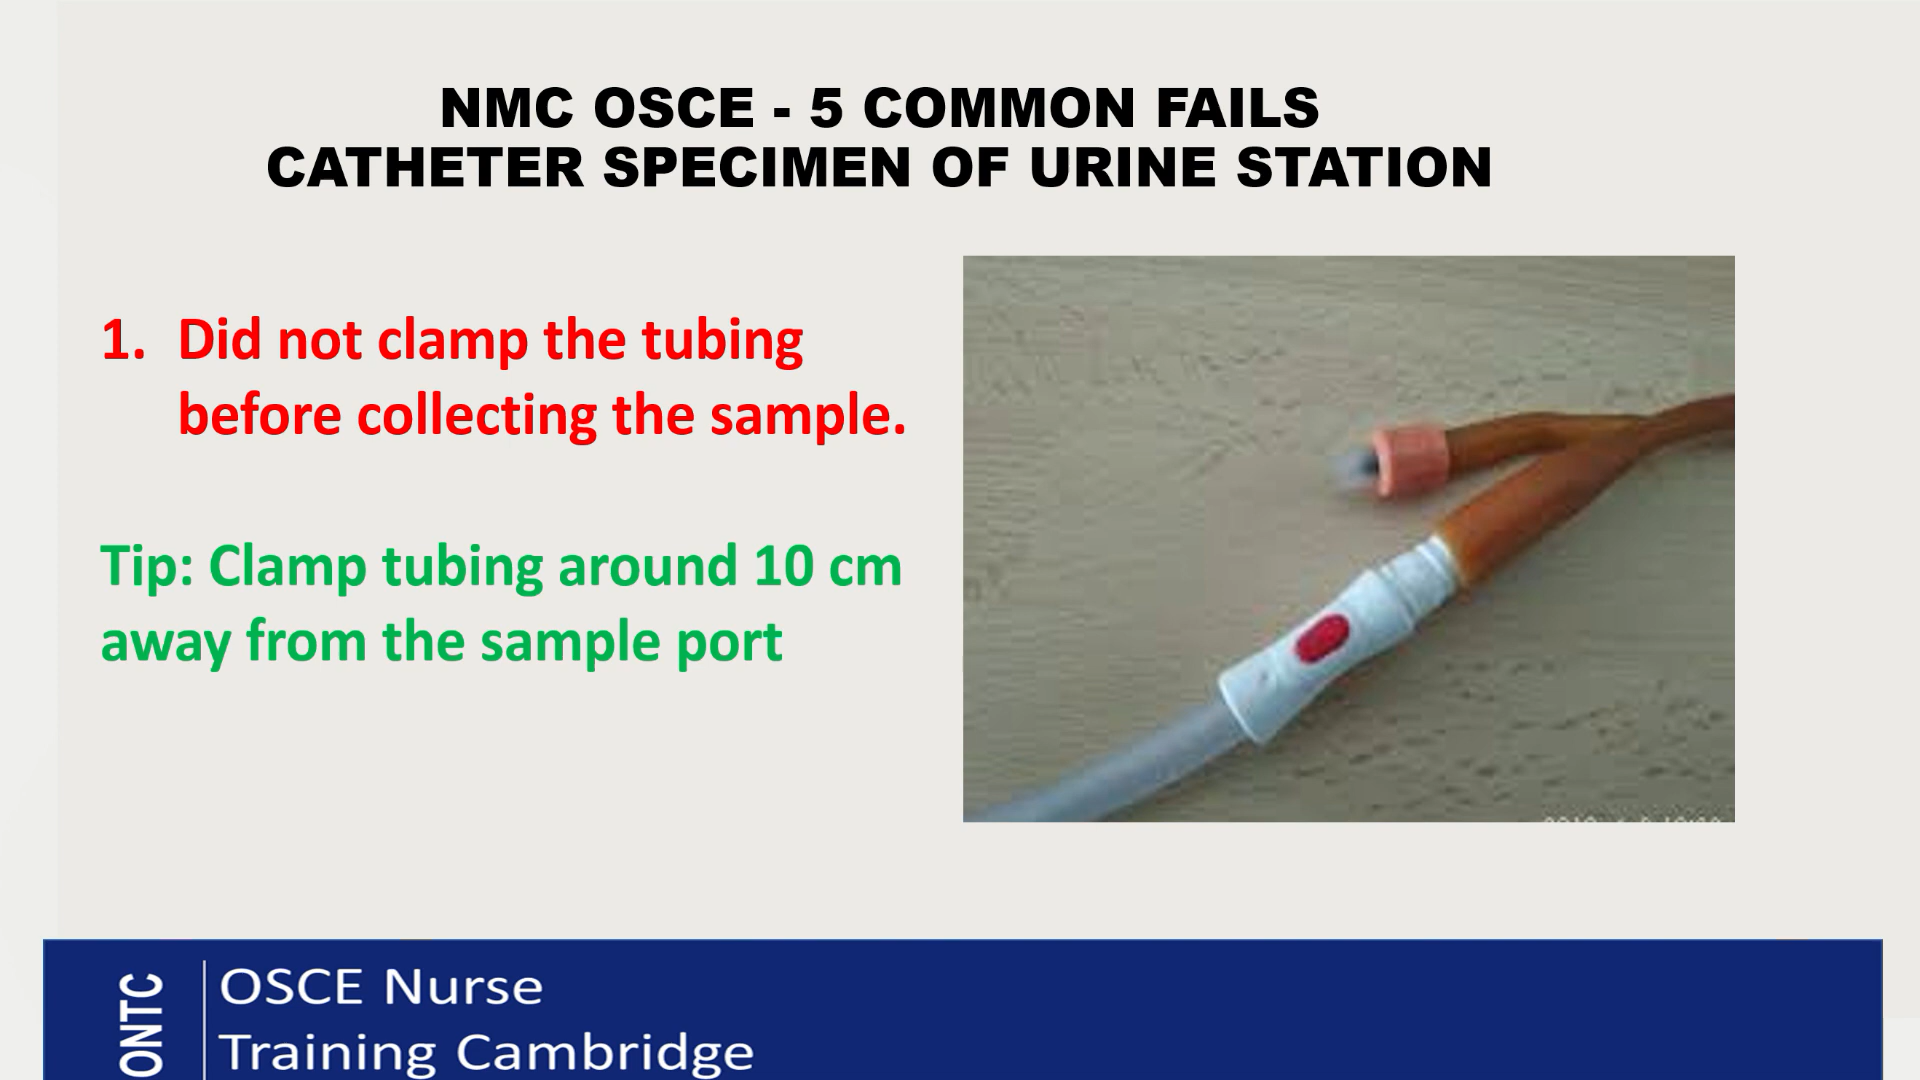 NMC OSCE - 5 COMMON FAILS
CATHETER SPECIMEN OF URINE STATION
1. Did not clamp the tubing
before collecting the sample.
Tip: Clamp tubing around 10 cm
away from the sample port
ONTC
OSCE Nurse
Training Cambridge